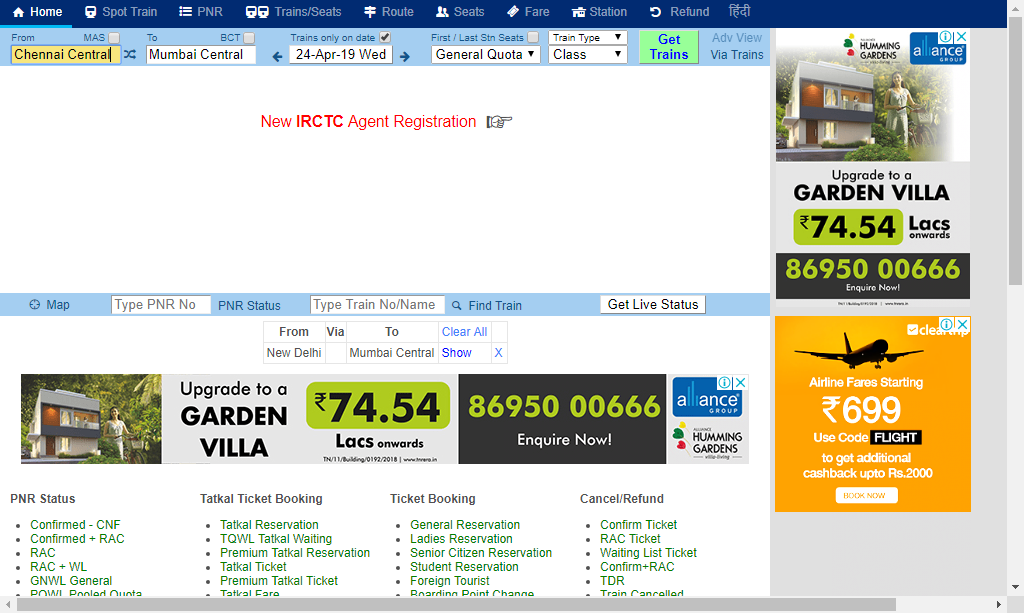 Home Spot Train PNR Trains/Seats Route Seats Fare Station Refund हिंदी
From MAS To BCT Trains only on date First / Last Stn Seats Train Type Get Trains Adv View
Chennai Central Mumbai Central 24-Apr-19 Wed General Quota Class Via Trains
New IRCTC Agent Registration
Map Type PNR No PNR Status Type Train No/Name Find Train Get Live Status
From Via To Clear All
New Delhi Mumbai Central Show X
Upgrade to a
GARDEN
VILLA
₹74.54
Lacs onwards
TN/11/Building/0192/2018 | www.tnrera.in
86950 00666
Enquire Now!
alliance
GROUP
ALLIANCE
HUMMING
GARDENS
villa-living
PNR Status
Confirmed - CNF
Confirmed + RAC
RAC
RAC + WL
GNWL General
PQWL Pooled Quota
Tatkal Ticket Booking
Tatkal Reservation
TQWL Tatkal Waiting
Premium Tatkal Reservation
Tatkal Ticket
Premium Tatkal Ticket
Tatkal Fare
Ticket Booking
General Reservation
Ladies Reservation
Senior Citizen Reservation
Student Reservation
Foreign Tourist
Boarding Point Change
Cancel/Refund
Confirm Ticket
RAC Ticket
Waiting List Ticket
Confirm+RAC
TDR
Train Cancelled
ALLIANCE
HUMMING
GARDENS
villa-living
alliance
GROUP
Upgrade to a
GARDEN VILLA
₹74.54 Lacs
onwards
86950 00666
Enquire Now!
TN/11/Building/0192/2018 | www.tnrera.in
cleartrip
Airline Fares Starting
₹699
Use Code FLIGHT
to get additional
cashback upto Rs.2000
BOOK NOW